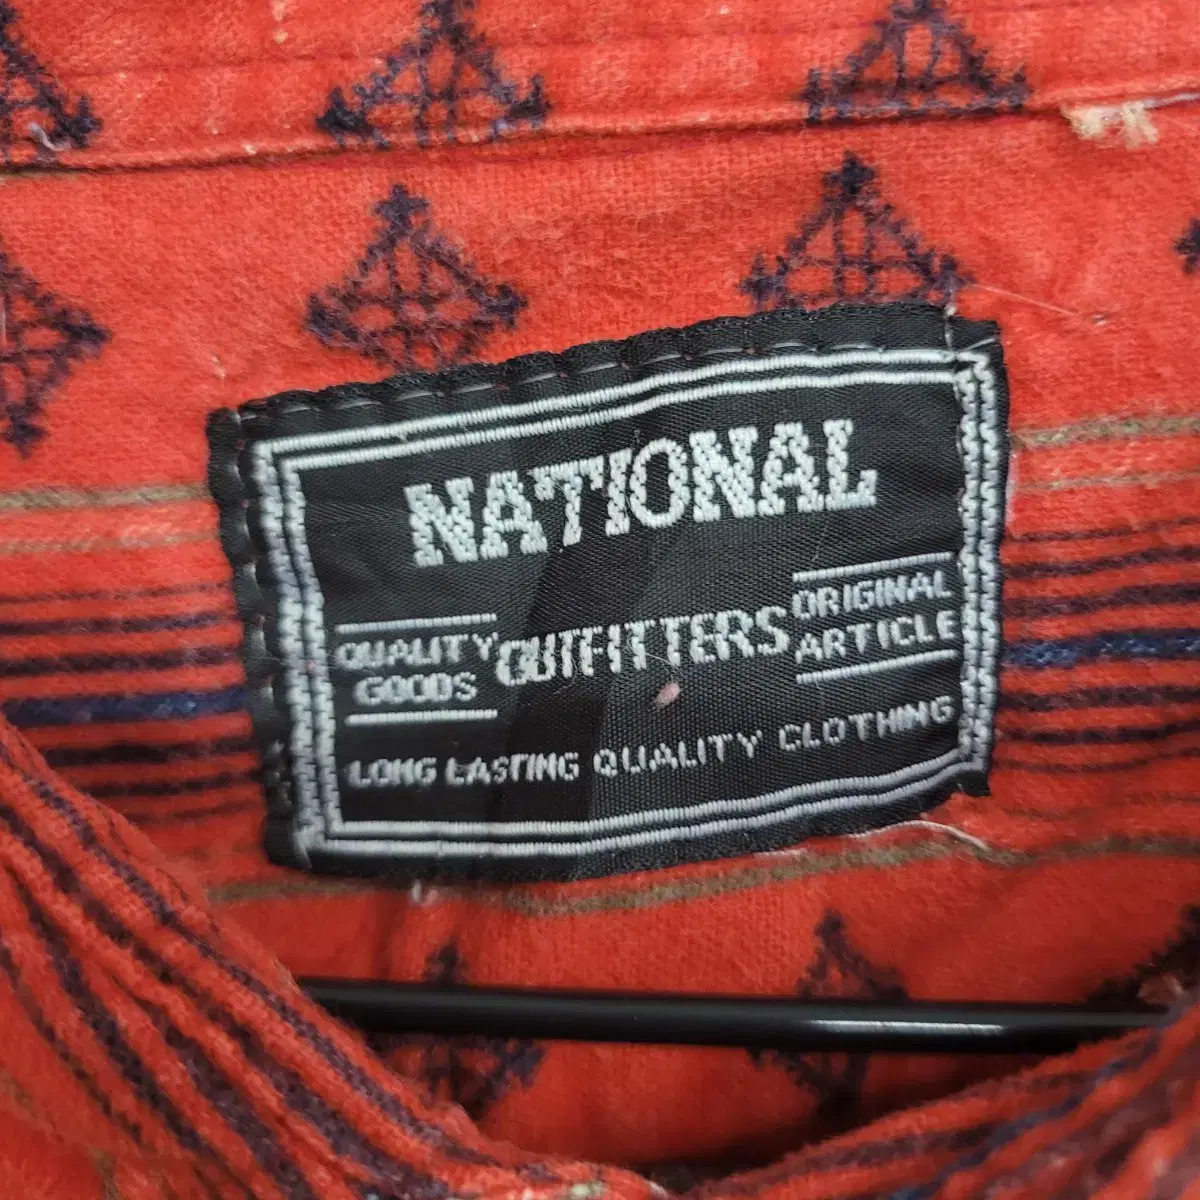 NATIONAL
QUALITY GOODS
OUTFITTERS
ORIGINAL ARTICLE
LONG LASTING QUALITY CLOTHING